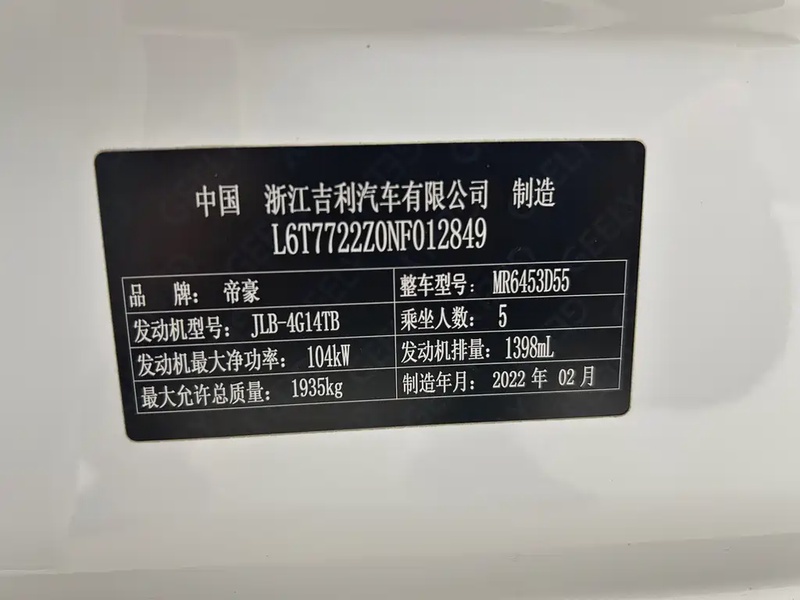 中国 浙江吉利汽车有限公司 制造
L6T7722Z0NF012849
品 牌：帝豪 整车型号：MR6453D55
发动机型号：JLB-4G14TB 乘坐人数：5
发动机最大净功率：104kW 发动机排量：1398mL
最大允许总质量：1935kg 制造年月：2022 年 02 月